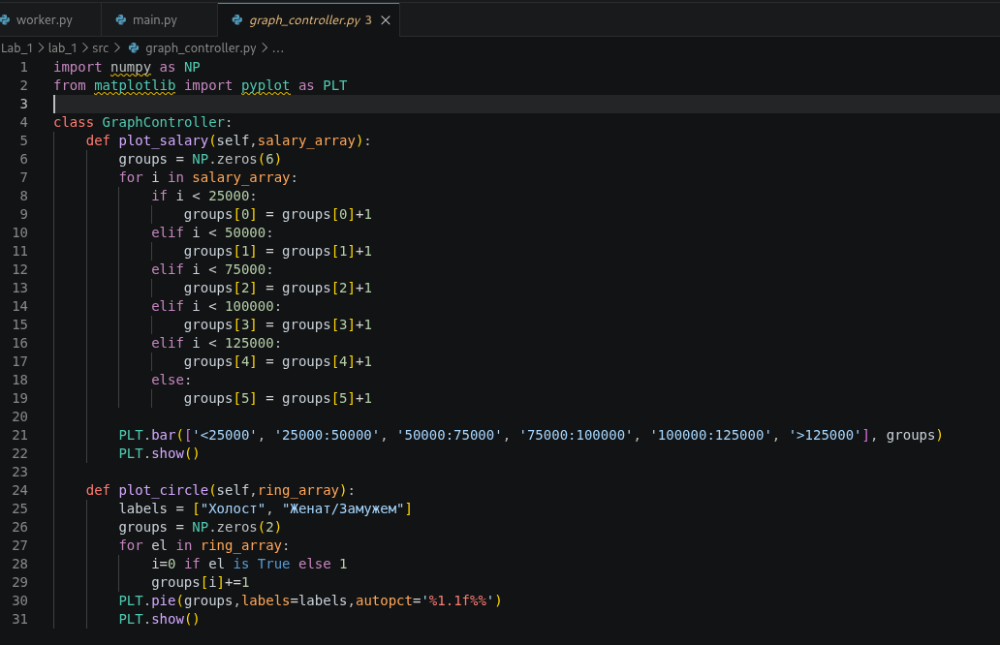 worker.py main.py graph_controller.py 3
Lab_1 > lab_1 > src > graph_controller.py > ...
1 import numpy as NP
2 from matplotlib import pyplot as PLT
3
4 class GraphController:
5     def plot_salary(self,salary_array):
6         groups = NP.zeros(6)
7         for i in salary_array:
8             if i < 25000:
9                 groups[0] = groups[0]+1
10             elif i < 50000:
11                 groups[1] = groups[1]+1
12             elif i < 75000:
13                 groups[2] = groups[2]+1
14             elif i < 100000:
15                 groups[3] = groups[3]+1
16             elif i < 125000:
17                 groups[4] = groups[4]+1
18             else:
19                 groups[5] = groups[5]+1
20
21         PLT.bar(['<25000', '25000:50000', '50000:75000', '75000:100000', '100000:125000', '>125000'], groups)
22         PLT.show()
23
24     def plot_circle(self,ring_array):
25         labels = ["Холост", "Женат/Замужем"]
26         groups = NP.zeros(2)
27         for el in ring_array:
28             i=0 if el is True else 1
29             groups[i]+=1
30         PLT.pie(groups,labels=labels,autopct='%1.1f%%')
31         PLT.show()